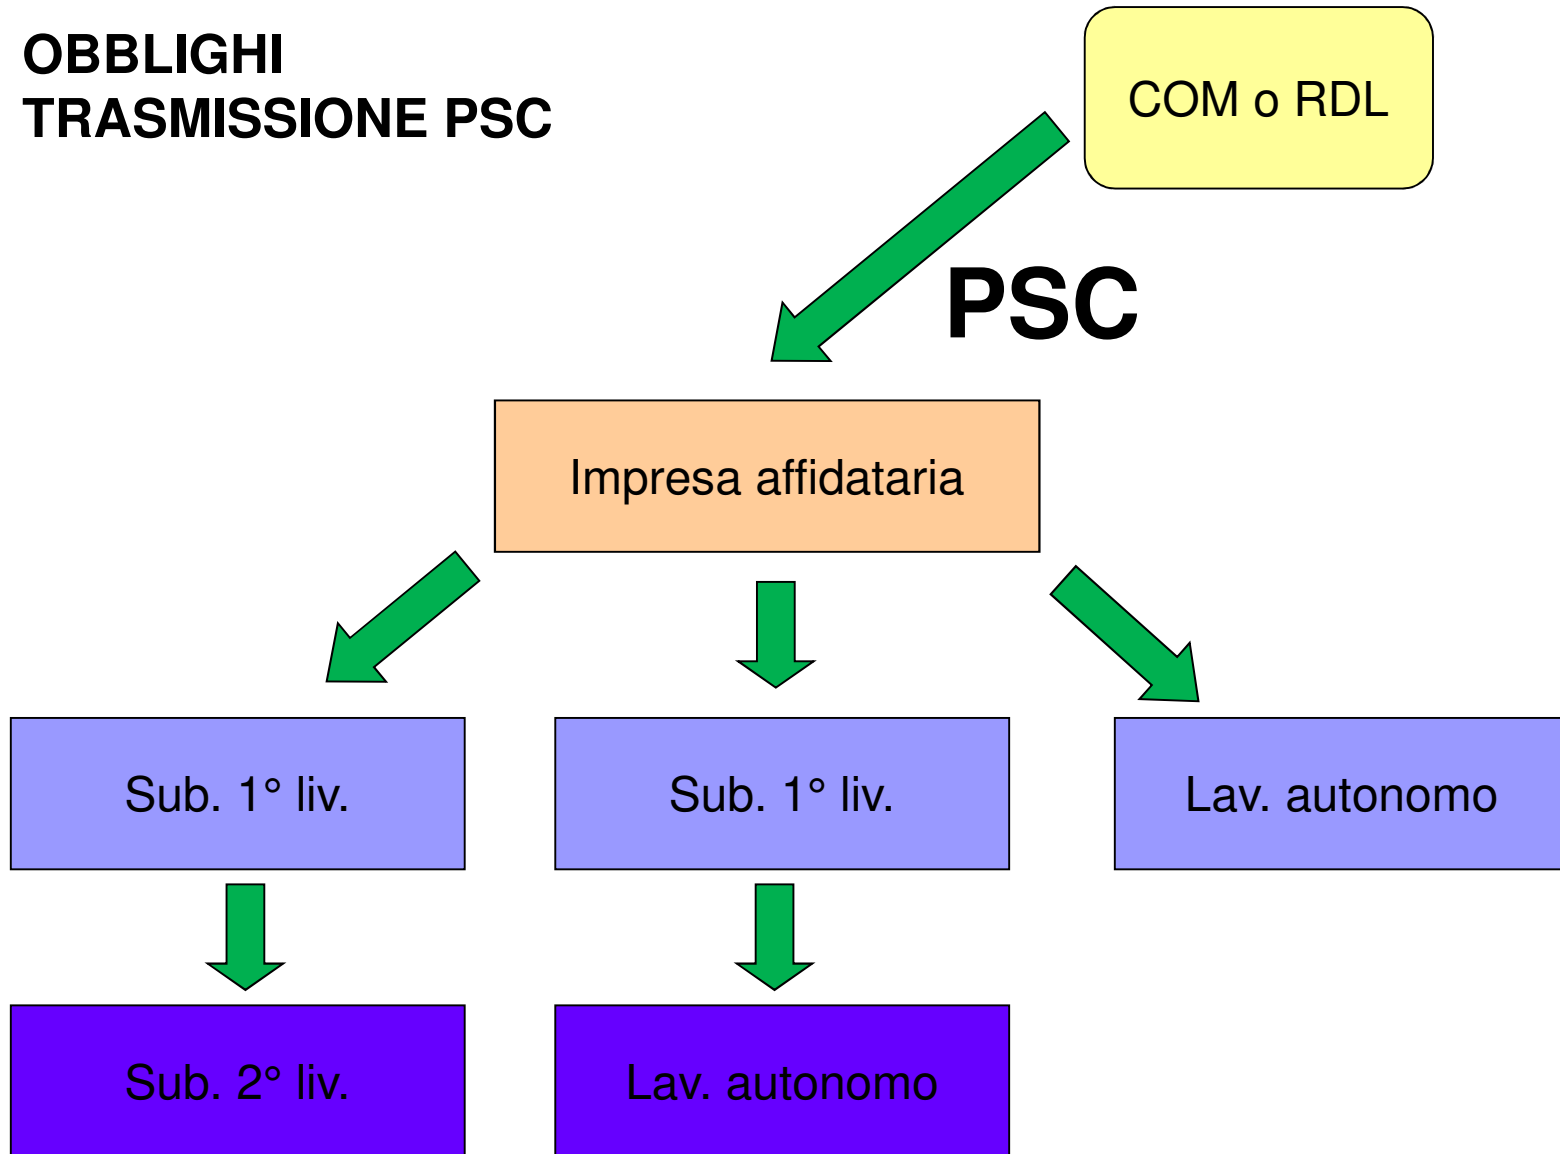 OBBLIGHI
TRASMISSIONE PSC
COM o RDL
PSC
Impresa affidataria
Sub. 1° liv.
Sub. 1° liv.
Lav. autonomo
Sub. 2° liv.
Lav. autonomo